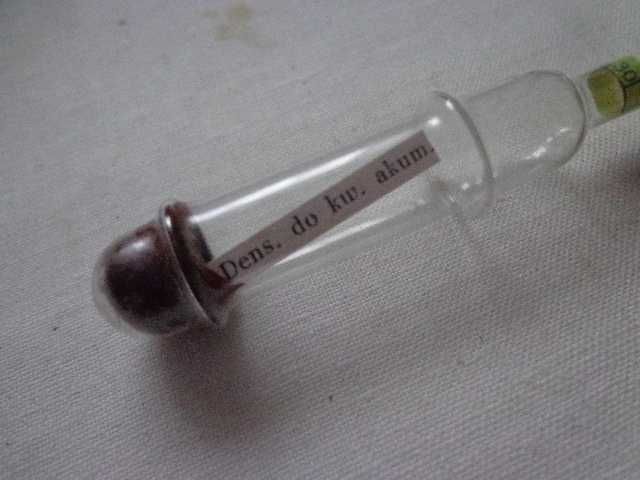 Dens. do kw. akum.